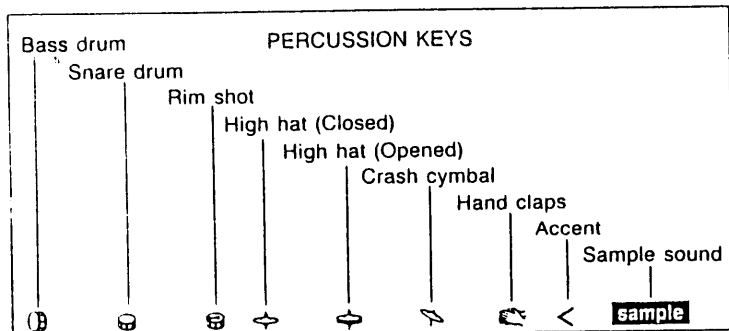 PERCUSSION KEYS
Bass drum
Snare drum
Rim shot
High hat (Closed)
High hat (Opened)
Crash cymbal
Hand claps
Accent
Sample sound
<
sample